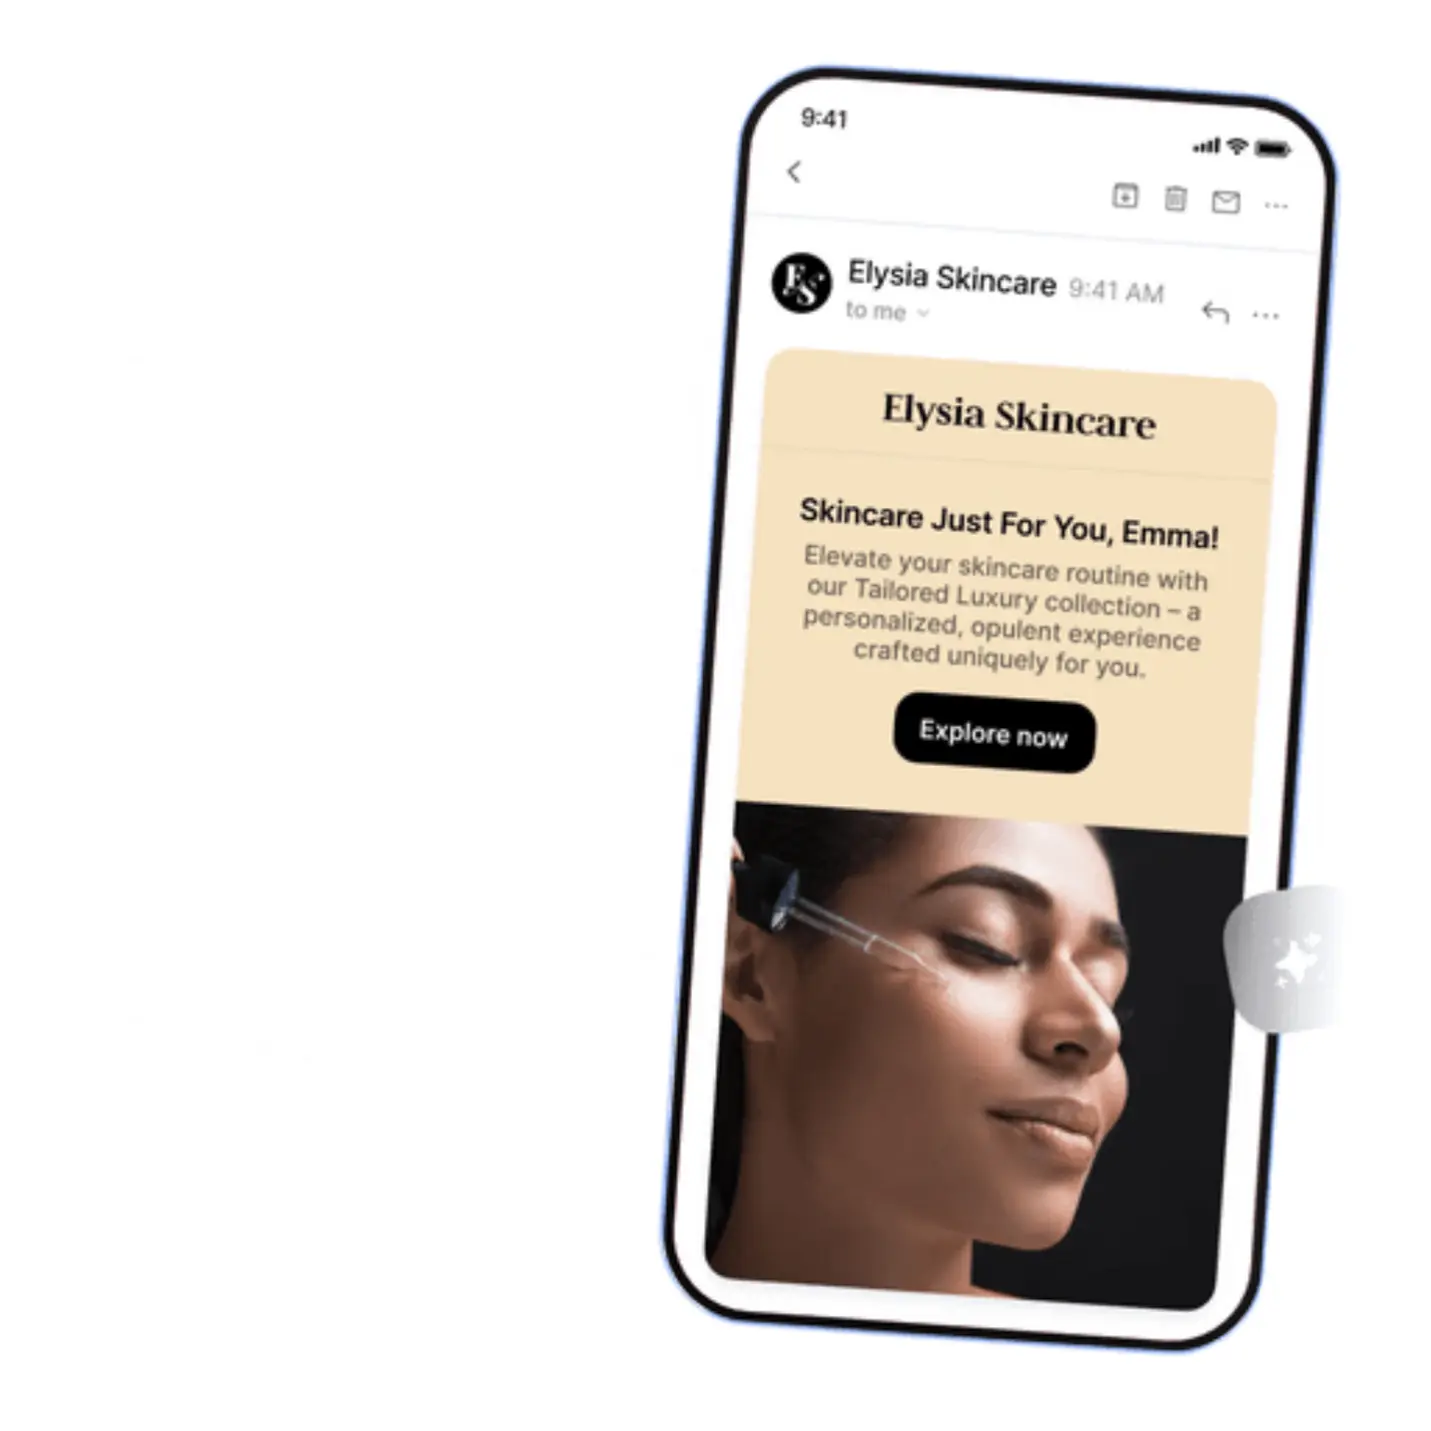 9:41
ES
Elysia Skincare 9:41 AM
to me
Elysia Skincare
Skincare Just For You, Emma!
Elevate your skincare routine with
our Tailored Luxury collection – a
personalized, opulent experience
crafted uniquely for you.
Explore now